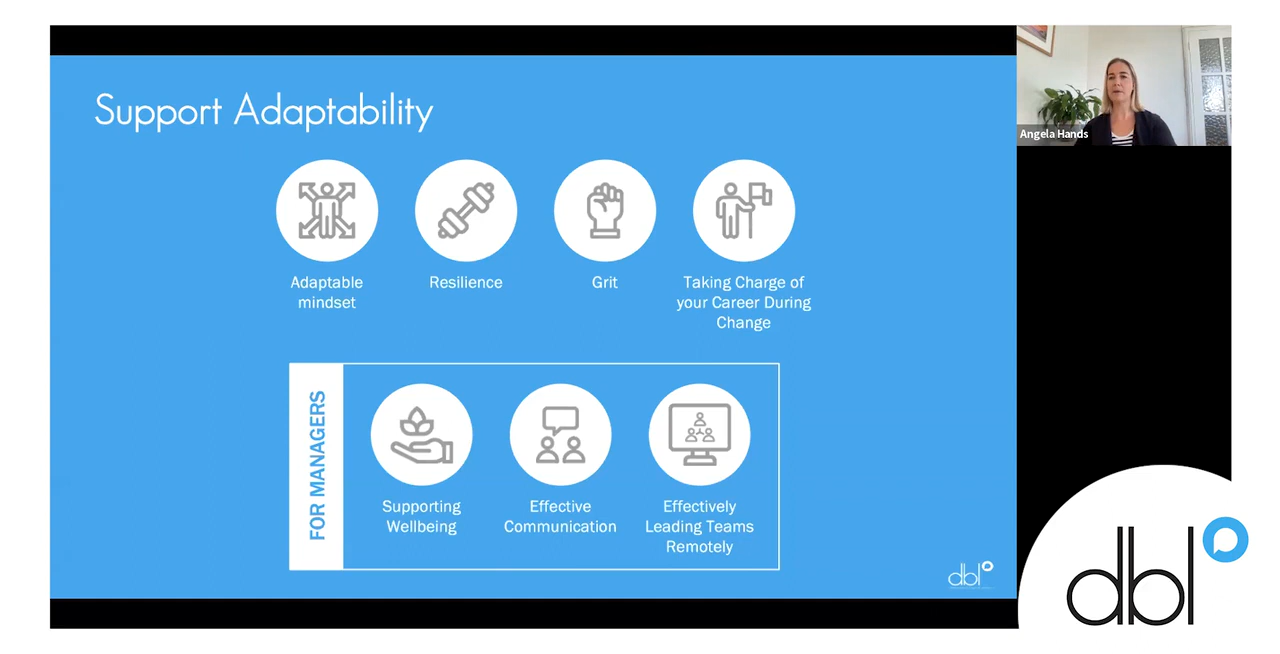 Support Adaptability
Angela Hands
Adaptable
mindset
Resilience
Grit
Taking Charge of
your Career During
Change
FOR MANAGERS
Supporting
Wellbeing
Effective
Communication
Effectively
Leading Teams
Remotely
dbl
dbl